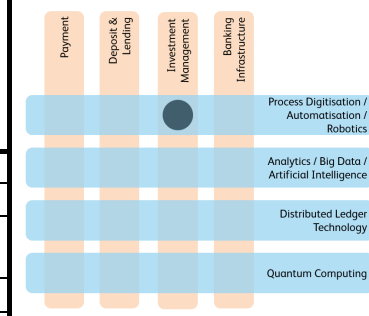 Payment
Deposit &
Lending
Investment
Management
Banking
Infrastructure
Process Digitisation /
Automatisation /
Robotics
Analytics / Big Data /
Artificial Intelligence
Distributed Ledger
Technology
Quantum Computing